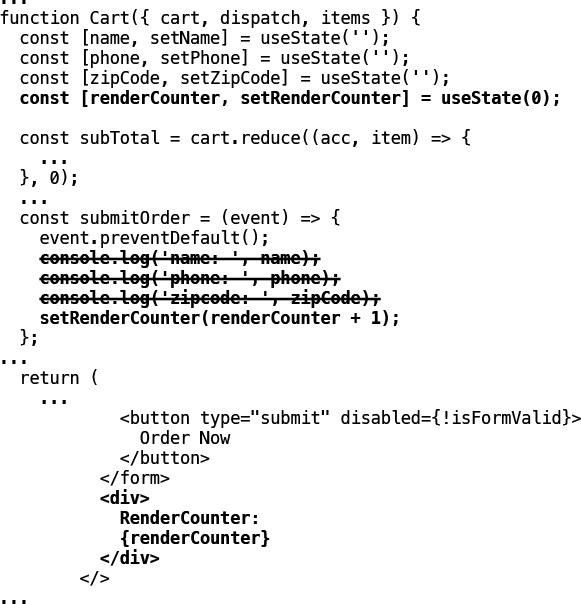 ...
function Cart({ cart, dispatch, items }) {
  const [name, setName] = useState('');
  const [phone, setPhone] = useState('');
  const [zipCode, setZipCode] = useState('');
  const [renderCounter, setRenderCounter] = useState(0);

  const subTotal = cart.reduce((acc, item) => {
    ...
  }, 0);
  ...
  const submitOrder = (event) => {
    event.preventDefault();
    console.log('name: ', name);
    console.log('phone: ', phone);
    console.log('zipcode: ', zipCode);
    setRenderCounter(renderCounter + 1);
  };
...
  return (
    ...
            <button type="submit" disabled={!isFormValid}>
              Order Now
            </button>
          </form>
          <div>
            RenderCounter:
            {renderCounter}
          </div>
        </>
...